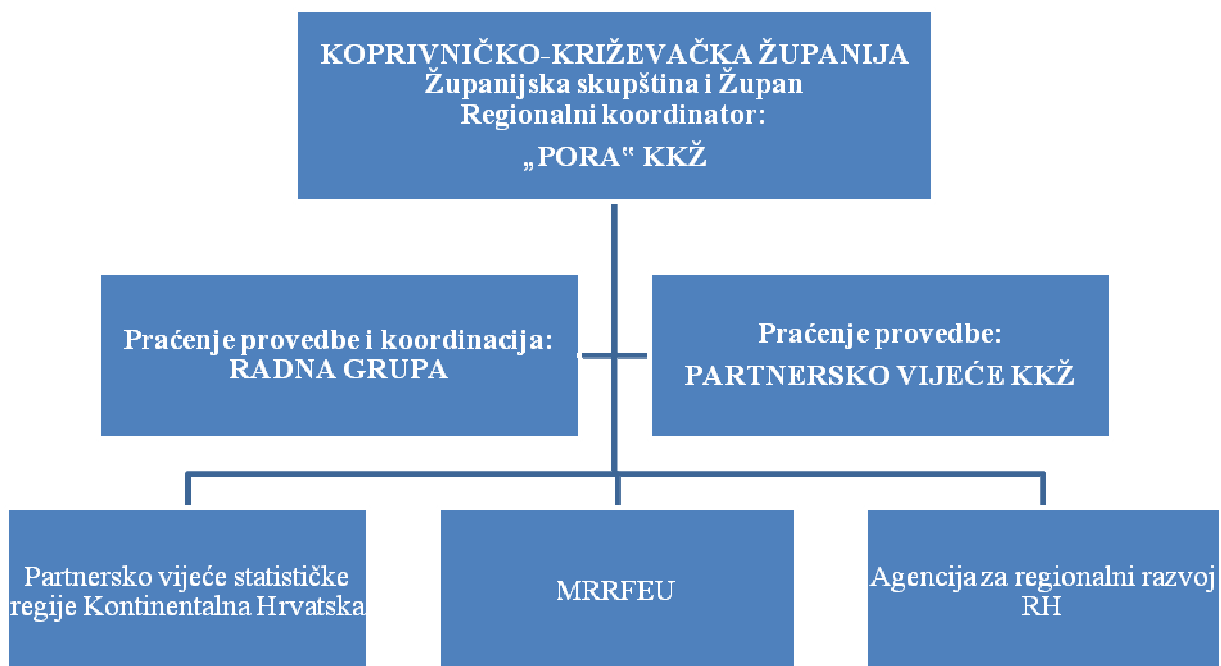 KOPRIVNIČKO-KRIŽEVAČKA ŽUPANIJA
Županijska skupština i Župan
Regionalni koordinator:
„PORA“ KKŽ
Praćenje provedbe i koordinacija:
RADNA GRUPA
Praćenje provedbe:
PARTNERSKO VIJEĆE KKŽ
Partnersko vijeće statističke
regije Kontinentalna Hrvatska
MRRFEU
Agencija za regionalni razvoj
RH